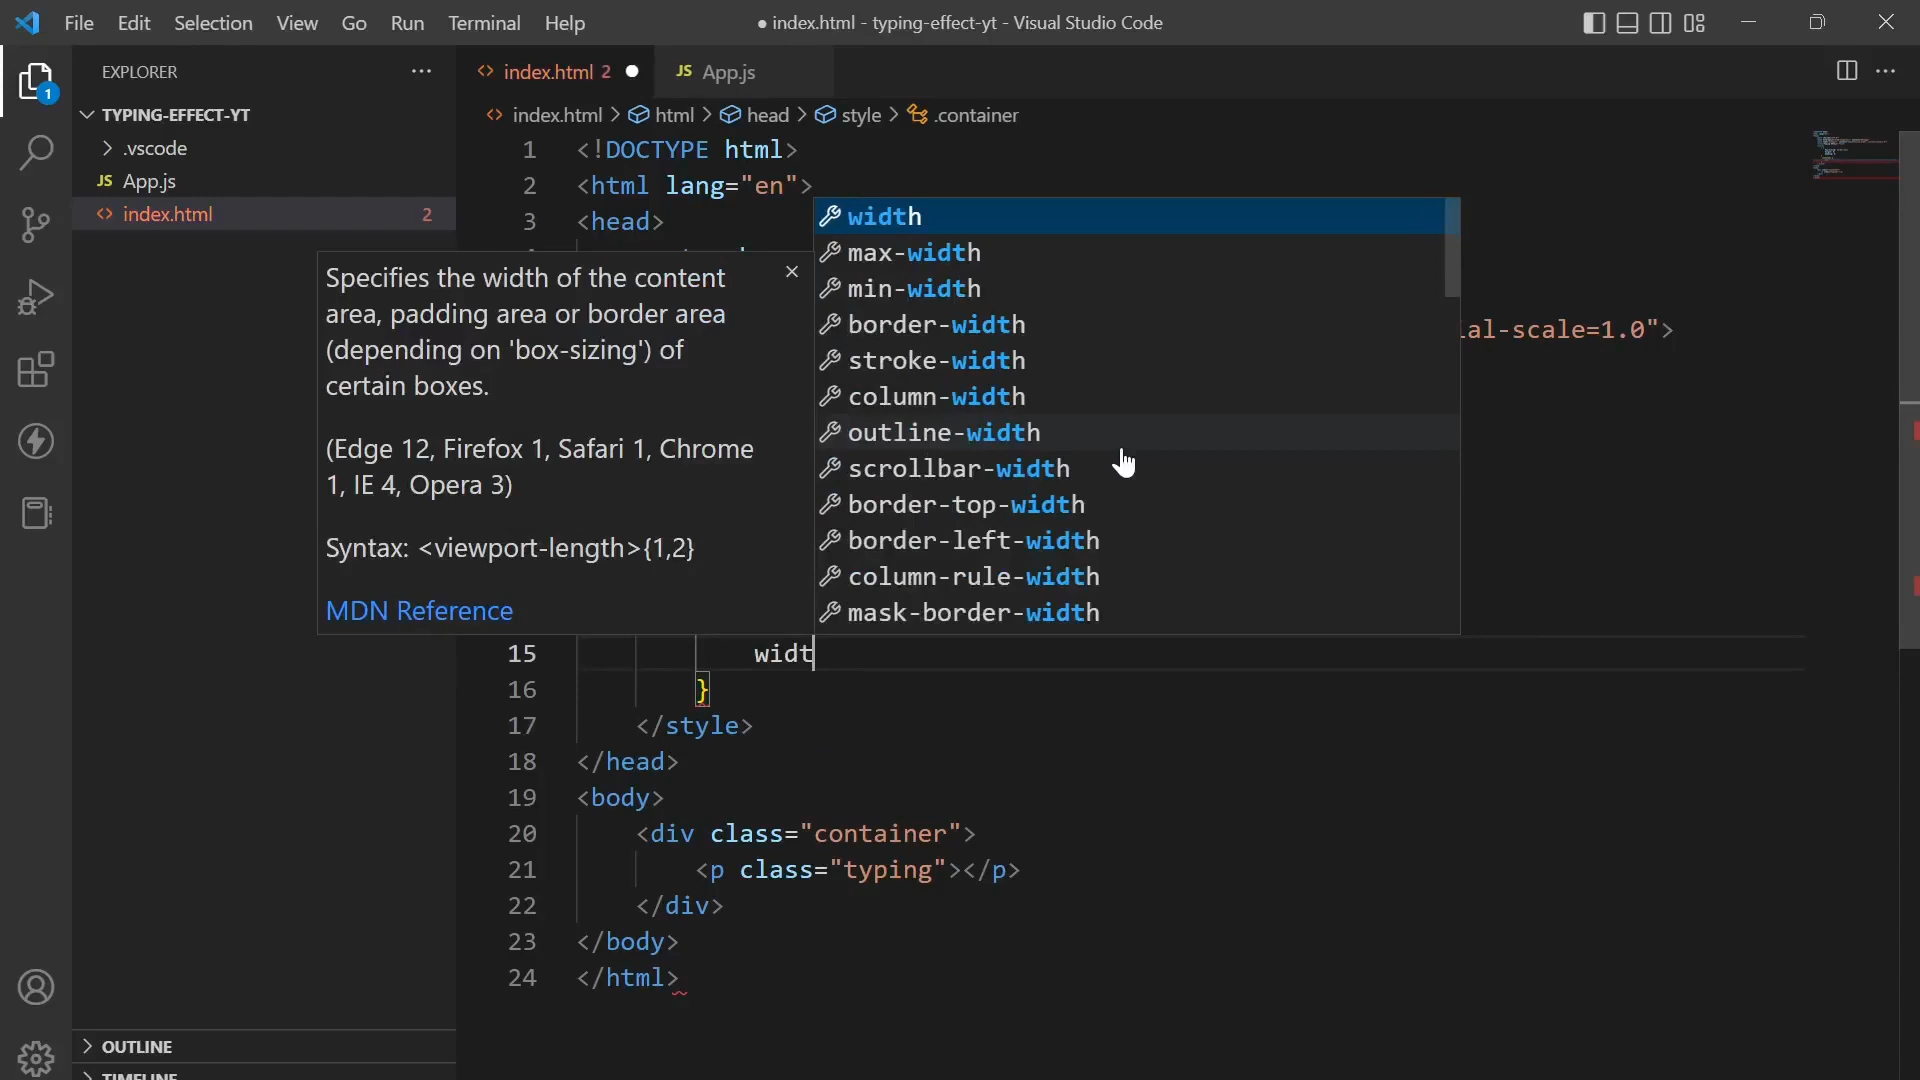 File Edit Selection View Go Run Terminal Help
● index.html - typing-effect-yt - Visual Studio Code
EXPLORER
1
TYPING-EFFECT-YT
.vscode
JS App.js
<> index.html 2
OUTLINE
<> index.html 2 ●
JS App.js
<> index.html > html > head > style > .container
1 <!DOCTYPE html>
2 <html lang="en">
3 <head>
ial-scale=1.0">
width
max-width
min-width
border-width
stroke-width
column-width
outline-width
scrollbar-width
border-top-width
border-left-width
column-rule-width
mask-border-width
Specifies the width of the content
area, padding area or border area
(depending on 'box-sizing') of
certain boxes.
(Edge 12, Firefox 1, Safari 1, Chrome
1, IE 4, Opera 3)
Syntax: <viewport-length>{1,2}
MDN Reference
15 widt
16 }
17 </style>
18 </head>
19 <body>
20 <div class="container">
21 <p class="typing"></p>
22 </div>
23 </body>
24 </html>